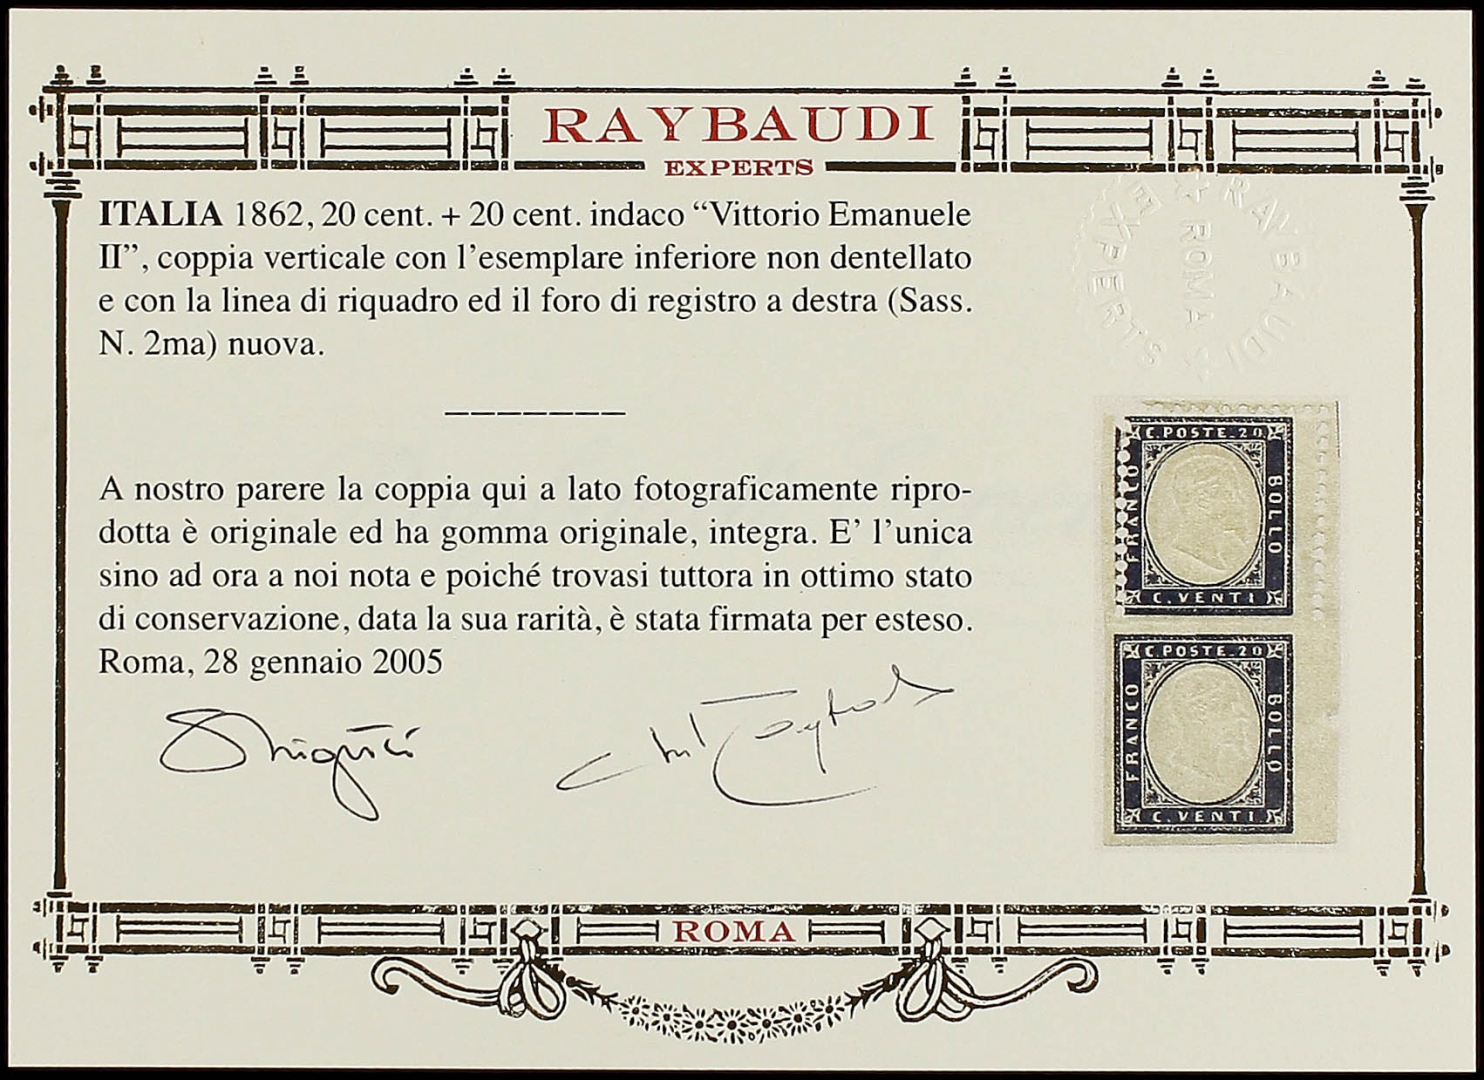 RAYBAUDI
EXPERTS
ITALIA 1862, 20 cent. + 20 cent. indaco “Vittorio Emanuele
II”, coppia verticale con l’esemplare inferiore non dentellato
e con la linea di riquadro ed il foro di registro a destra (Sass.
N. 2ma) nuova.
A nostro parere la coppia qui a lato fotograficamente ripro-
dotta è originale ed ha gomma originale, integra. E’ l’unica
sino ad ora a noi nota e poiché trovasi tuttora in ottimo stato
di conservazione, data la sua rarità, è stata firmata per esteso.
Roma, 28 gennaio 2005
RAYBAUDI
EXPERTS
ROMA
C. POSTE. 20
FRANCO
BOLLO
C. VENTI
C. POSTE. 20
FRANCO
BOLLO
C. VENTI
ROMA